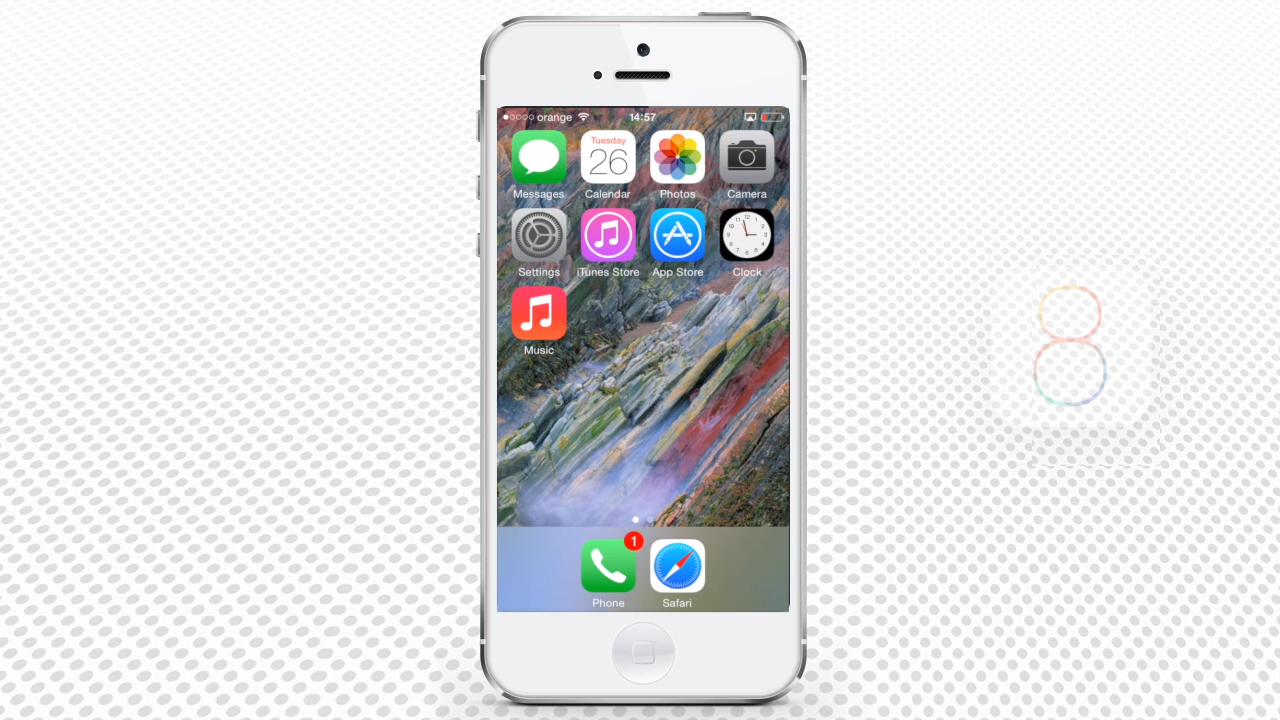 orange 14:57
Tuesday
26
Messages Calendar Photos Camera
Settings iTunes Store App Store Clock
Music
1
Phone Safari
8